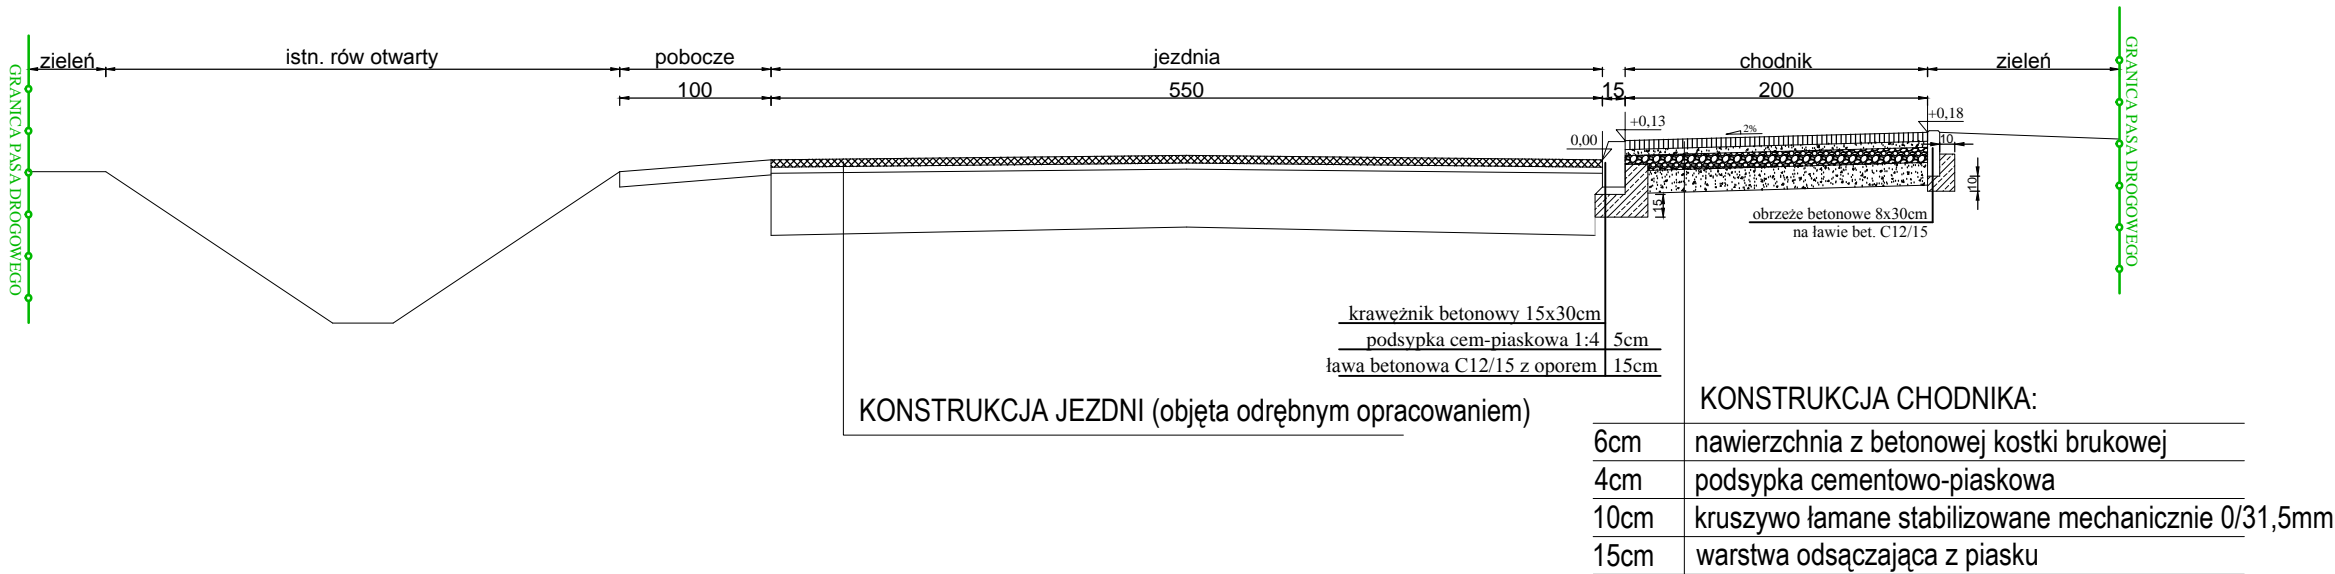 zieleń
istn. rów otwarty
pobocze
jezdnia
chodnik
zieleń
100
550
15
200
GRANICA PASA DROGOWEGO
GRANICA PASA DROGOWEGO
0,00
+0,13
2%
+0,18
10
10
15
obrzeże betonowe 8x30cm
na ławie bet. C12/15
krawężnik betonowy 15x30cm
podsypka cem-piaskowa 1:4 5cm
ława betonowa C12/15 z oporem 15cm
KONSTRUKCJA JEZDNI (objęta odrębnym opracowaniem)
KONSTRUKCJA CHODNIKA:
6cm nawierzchnia z betonowej kostki brukowej
4cm podsypka cementowo-piaskowa
10cm kruszywo łamane stabilizowane mechanicznie 0/31,5mm
15cm warstwa odsączająca z piasku